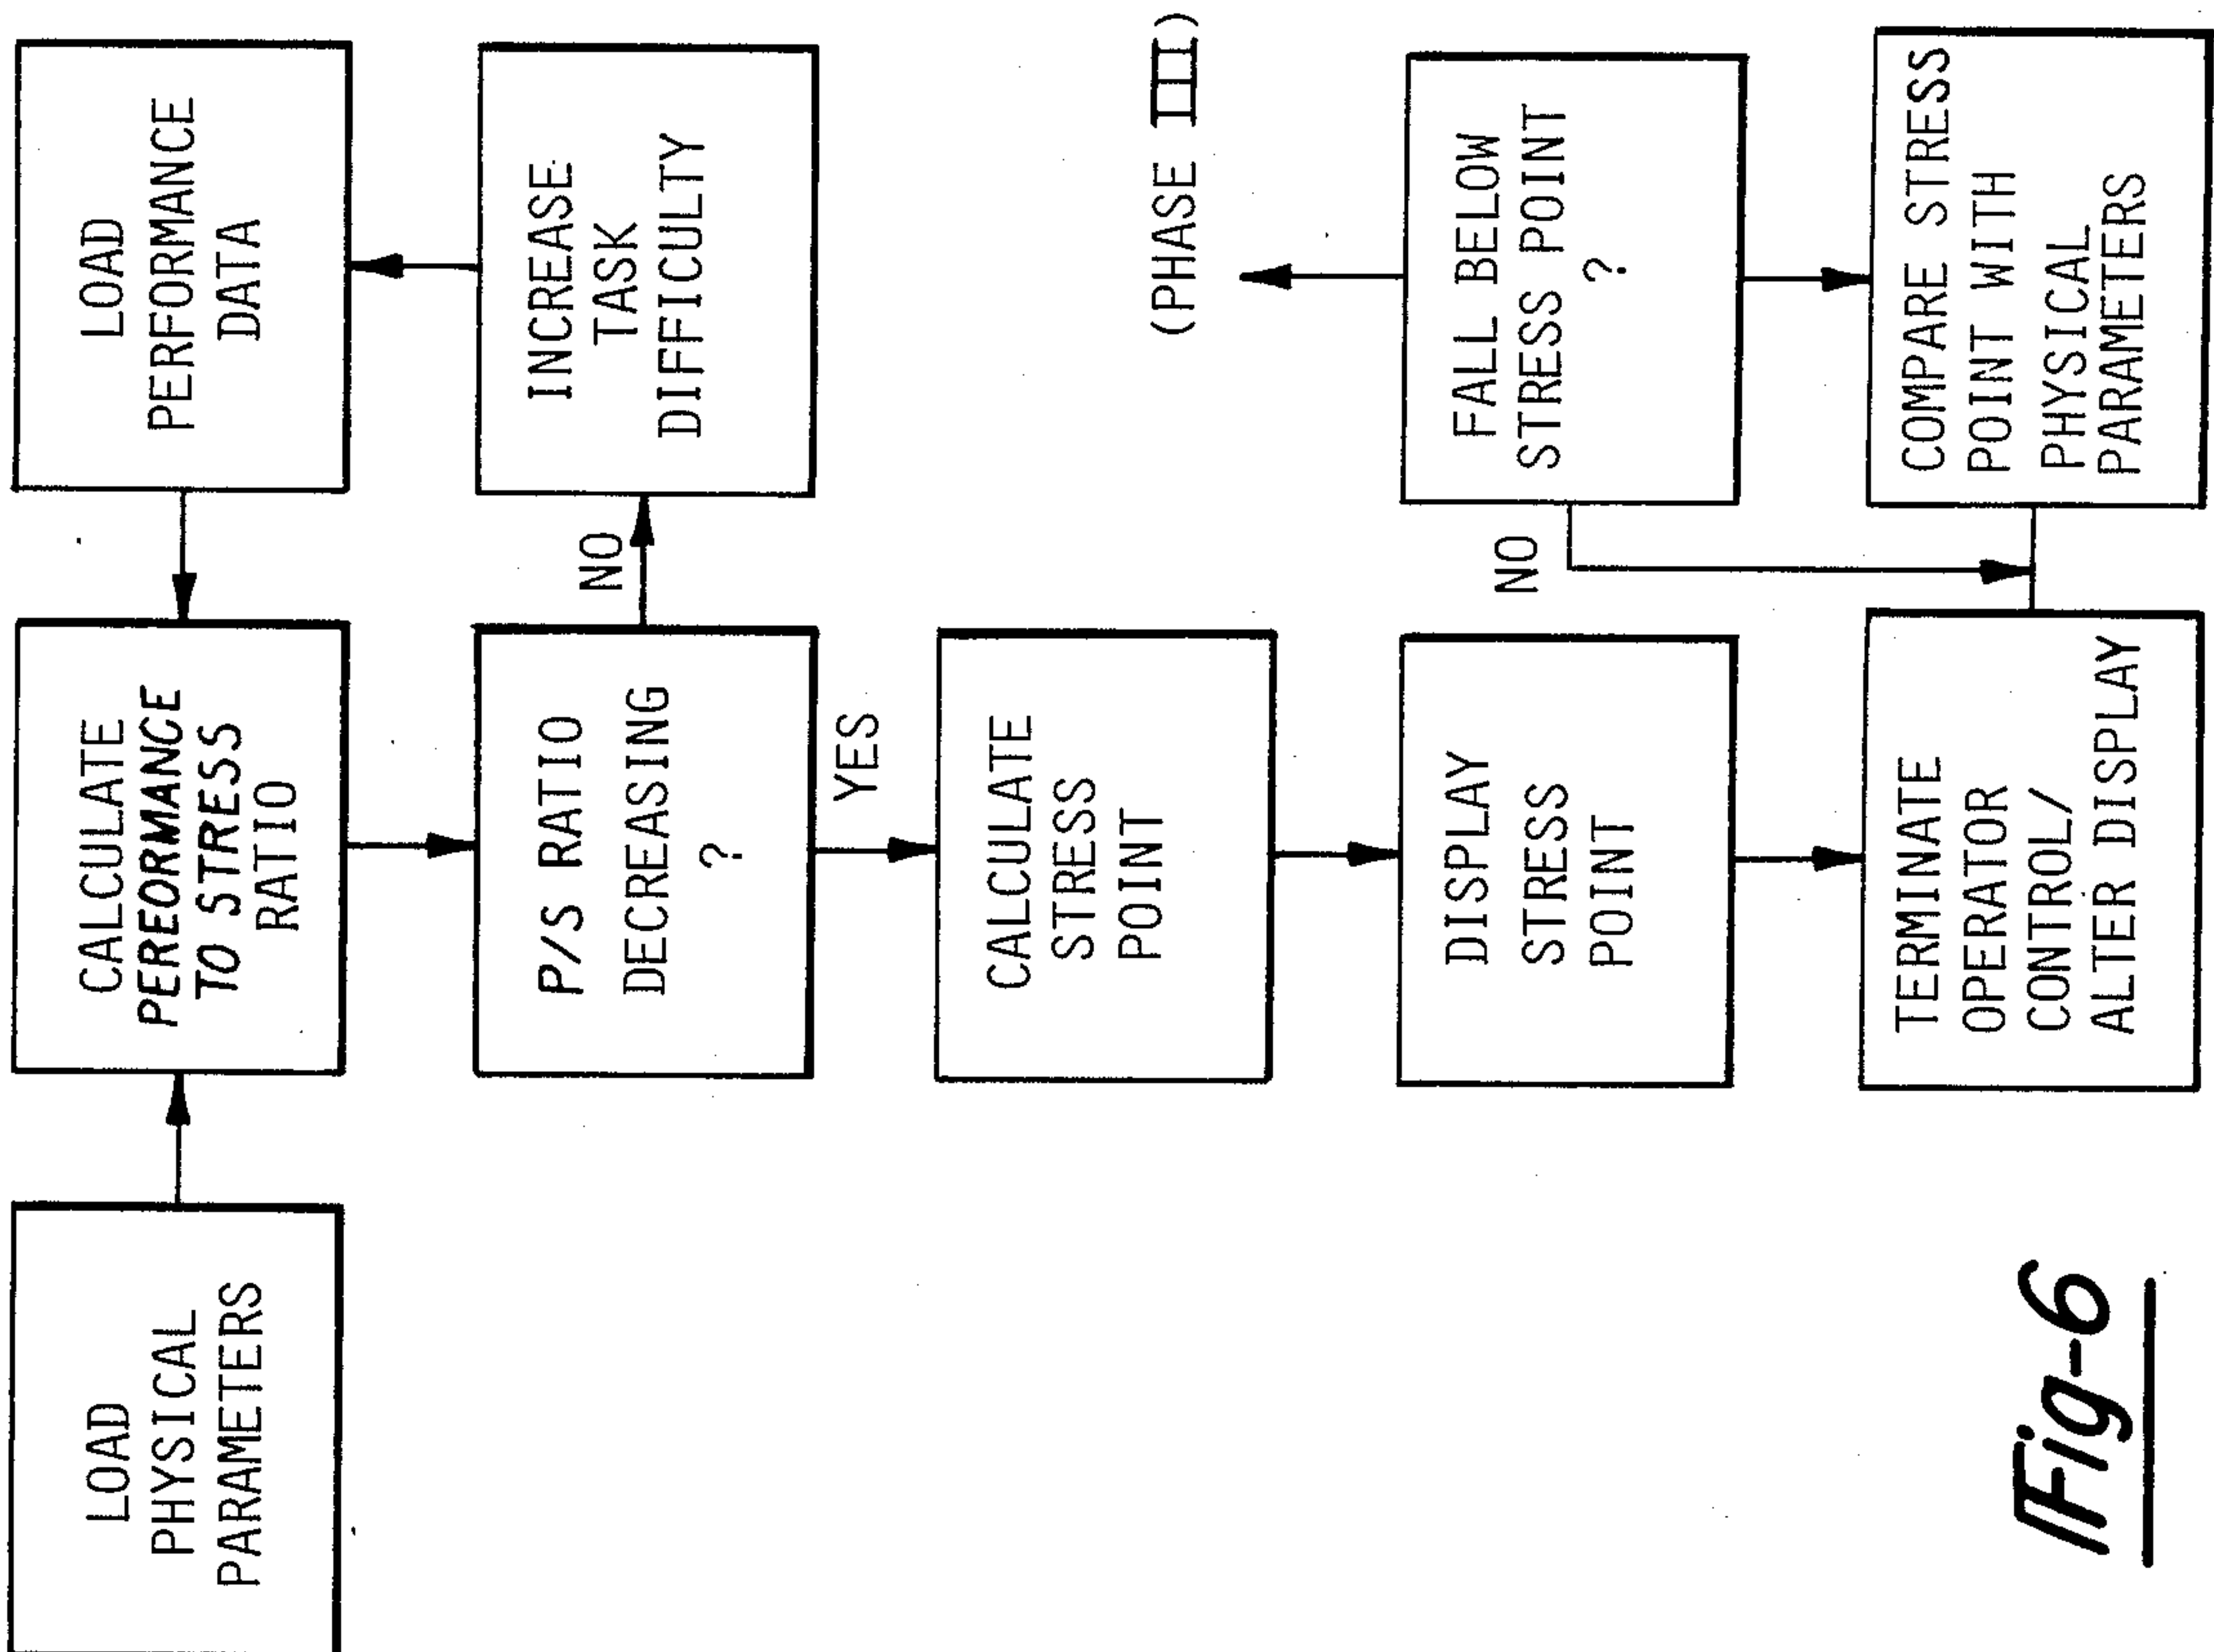 LOAD
PHYSICAL
PARAMETERS
CALCULATE
PEREORMANCE
TO STRESS
RATIO
LOAD
PERFORMANCE
DATA
P/S RATIO
DECREASING
?
NO
INCREASE
TASK
DIFFICULTY
YES
CALCULATE
STRESS
POINT
DISPLAY
STRESS
POINT
TERMINATE
OPERATOR
CONTROL/
ALTER DISPLAY
(PHASE III)
FALL BELOW
STRESS POINT
?
NO
COMPARE STRESS
POINT WITH
PHYSICAL
PARAMETERS
Fig-6